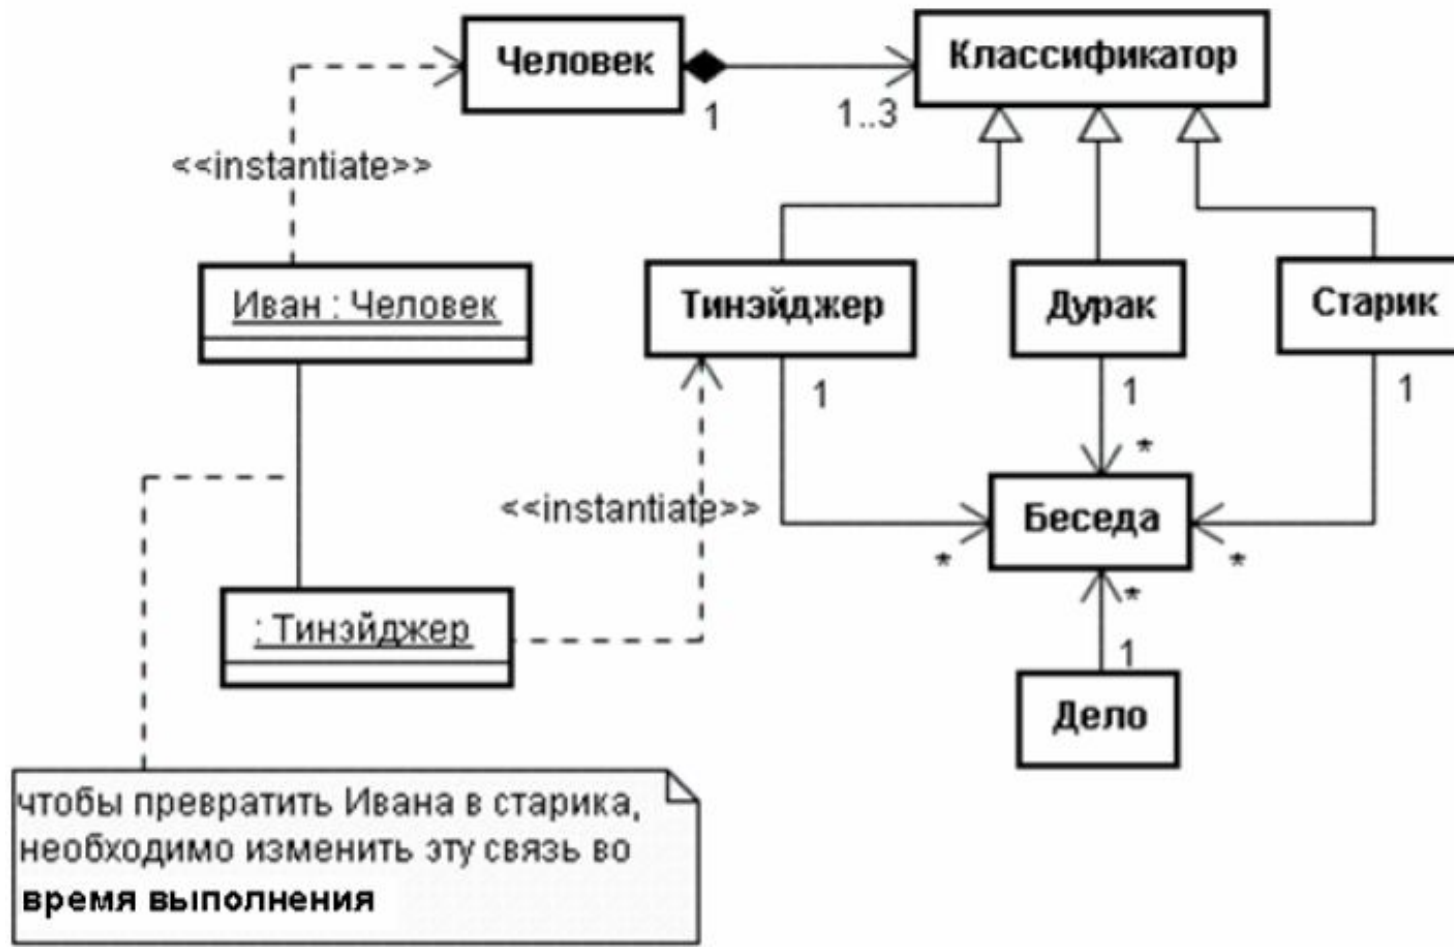 Человек
Классификатор
1
1..3
<<instantiate>>
Иван : Человек
Тинэйджер
Дурак
Старик
1
1
1
*
<<instantiate>>
Беседа
*
*
*
: Тинэйджер
1
Дело
чтобы превратить Ивана в старика,
необходимо изменить эту связь во
время выполнения